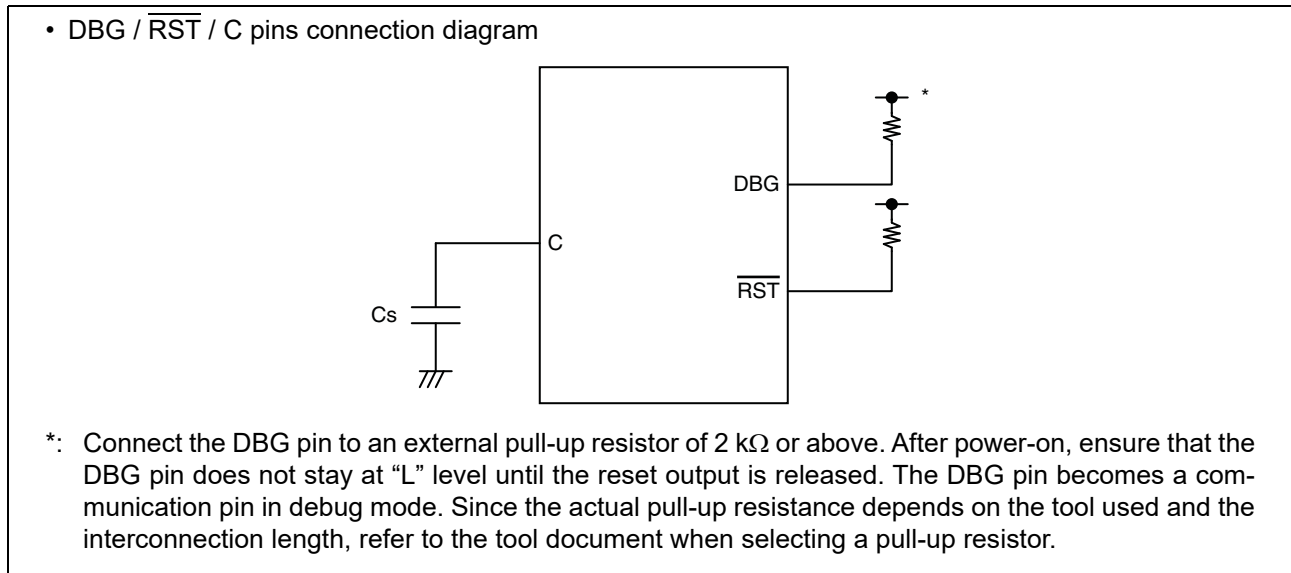 • DBG / R̅S̅T̅ / C pins connection diagram
*
DBG
C
R̅S̅T̅
Cs
*: Connect the DBG pin to an external pull-up resistor of 2 kΩ or above. After power-on, ensure that the
DBG pin does not stay at “L” level until the reset output is released. The DBG pin becomes a com-
munication pin in debug mode. Since the actual pull-up resistance depends on the tool used and the
interconnection length, refer to the tool document when selecting a pull-up resistor.